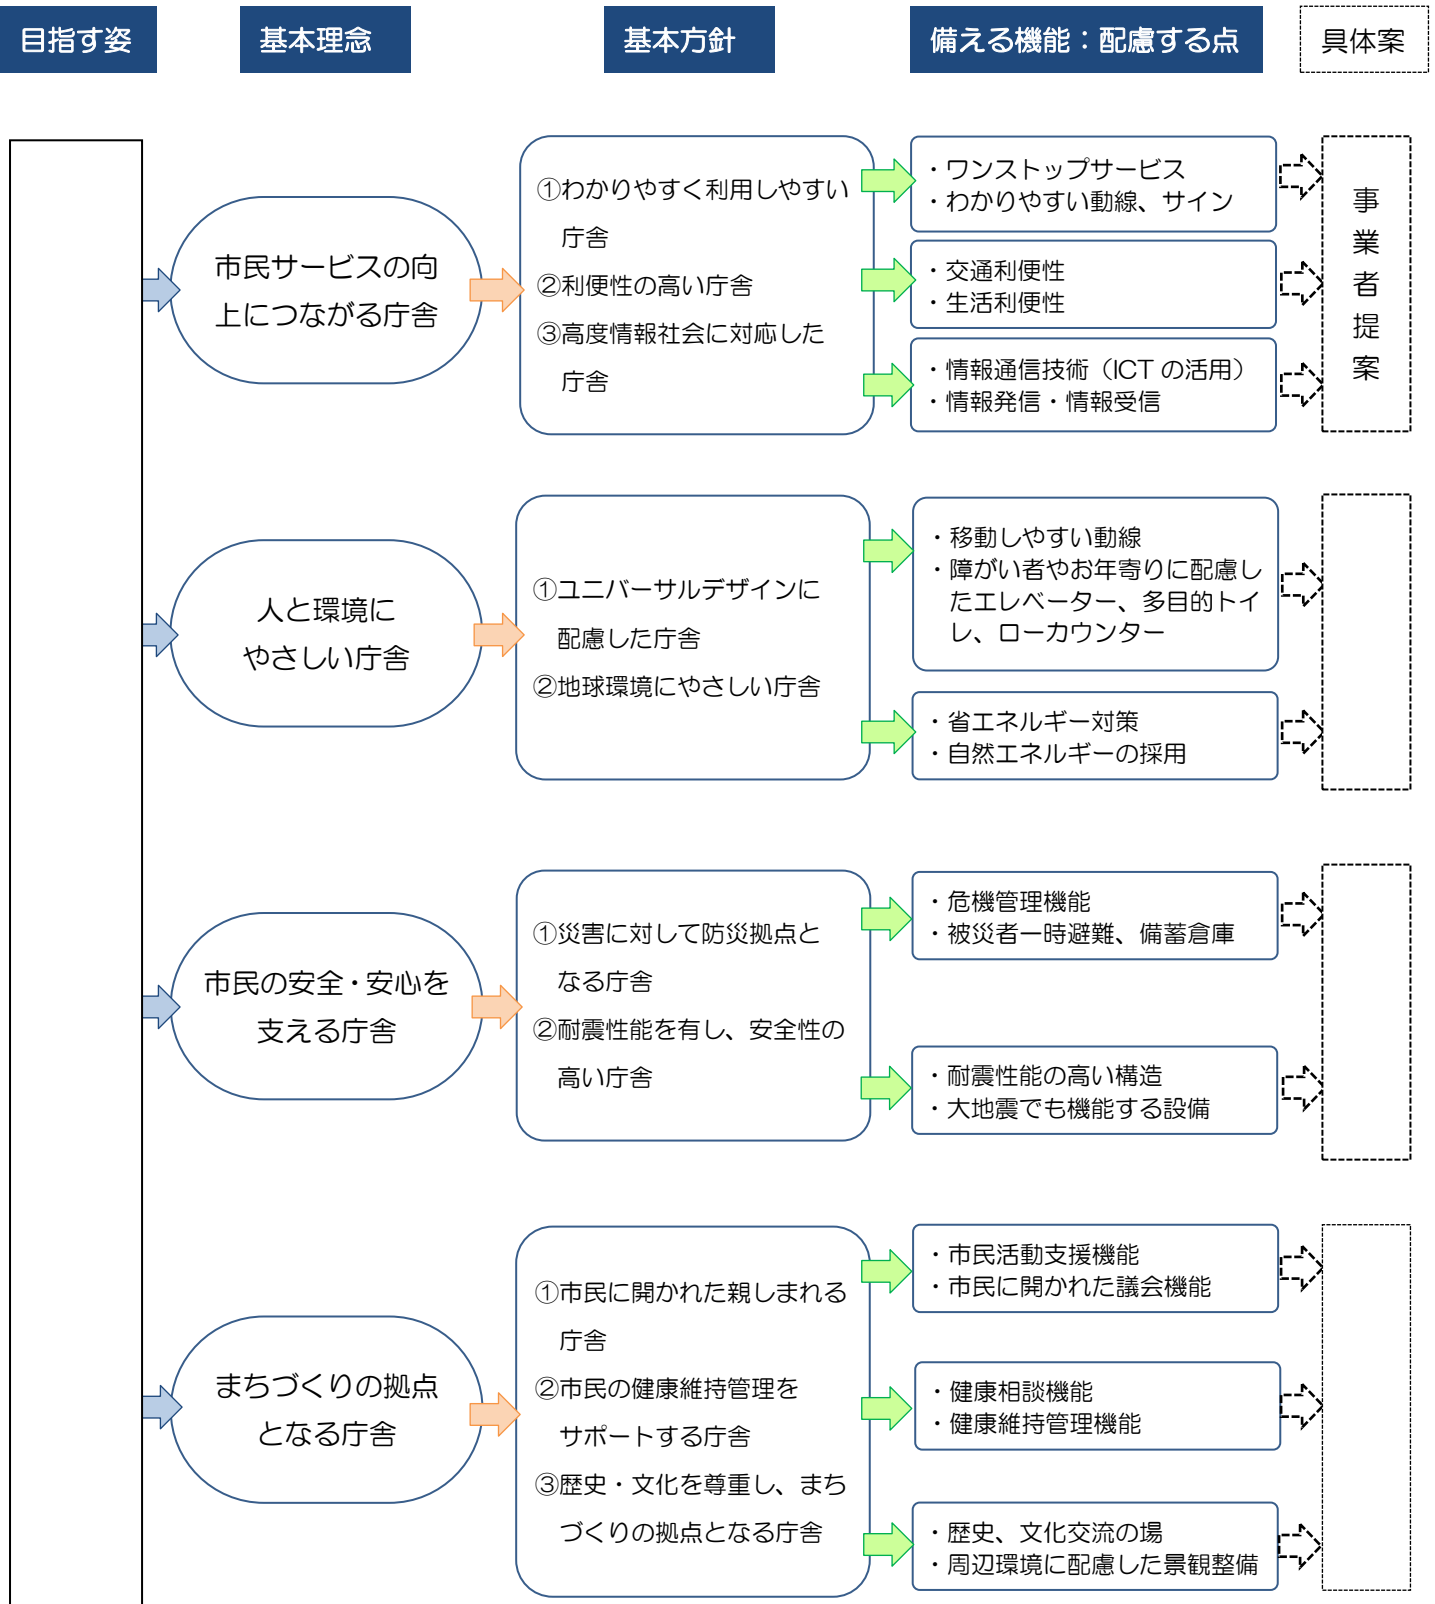 目指す姿
基本理念
基本方針
備える機能：配慮する点
具体案
市民サービスの向
上につながる庁舎
①わかりやすく利用しやすい
庁舎
②利便性の高い庁舎
③高度情報社会に対応した
庁舎
・ワンストップサービス
・わかりやすい動線、サイン
・交通利便性
・生活利便性
・情報通信技術（ICT の活用）
・情報発信・情報受信
事
業
者
提
案
人と環境に
やさしい庁舎
①ユニバーサルデザインに
配慮した庁舎
②地球環境にやさしい庁舎
・移動しやすい動線
・障がい者やお年寄りに配慮し
たエレベーター、多目的トイ
レ、ローカウンター
・省エネルギー対策
・自然エネルギーの採用
市民の安全・安心を
支える庁舎
①災害に対して防災拠点と
なる庁舎
②耐震性能を有し、安全性の
高い庁舎
・危機管理機能
・被災者一時避難、備蓄倉庫
・耐震性能の高い構造
・大地震でも機能する設備
まちづくりの拠点
となる庁舎
①市民に開かれた親しまれる
庁舎
②市民の健康維持管理を
サポートする庁舎
③歴史・文化を尊重し、まち
づくりの拠点となる庁舎
・市民活動支援機能
・市民に開かれた議会機能
・健康相談機能
・健康維持管理機能
・歴史、文化交流の場
・周辺環境に配慮した景観整備